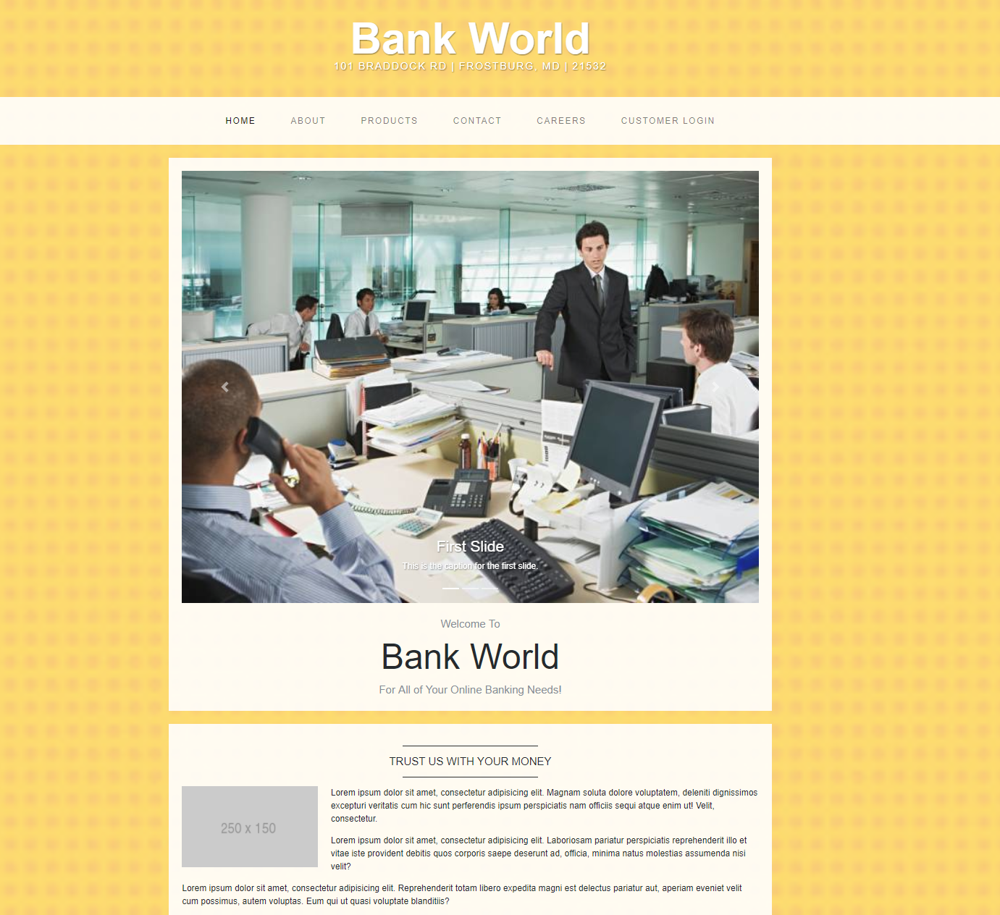 Bank World
101 BRADDOCK RD | FROSTBURG, MD | 21532
HOME ABOUT PRODUCTS CONTACT CAREERS CUSTOMER LOGIN
First Slide
This is the caption for the first slide.
Welcome To
Bank World
For All of Your Online Banking Needs!
TRUST US WITH YOUR MONEY
250 x 150
Lorem ipsum dolor sit amet, consectetur adipisicing elit. Magnam soluta dolore voluptatem, deleniti dignissimos
excepturi veritatis cum hic sunt perferendis ipsum perspiciatis nam officiis sequi atque enim ut! Velit,
consectetur.
Lorem ipsum dolor sit amet, consectetur adipisicing elit. Laboriosam pariatur perspiciatis reprehenderit illo et
vitae iste provident debitis quos corporis saepe deserunt ad, officia, minima natus molestias assumenda nisi
velit?
Lorem ipsum dolor sit amet, consectetur adipisicing elit. Reprehenderit totam libero expedita magni est delectus pariatur aut, aperiam eveniet velit
cum possimus, autem voluptas. Eum qui ut quasi voluptate blanditiis?